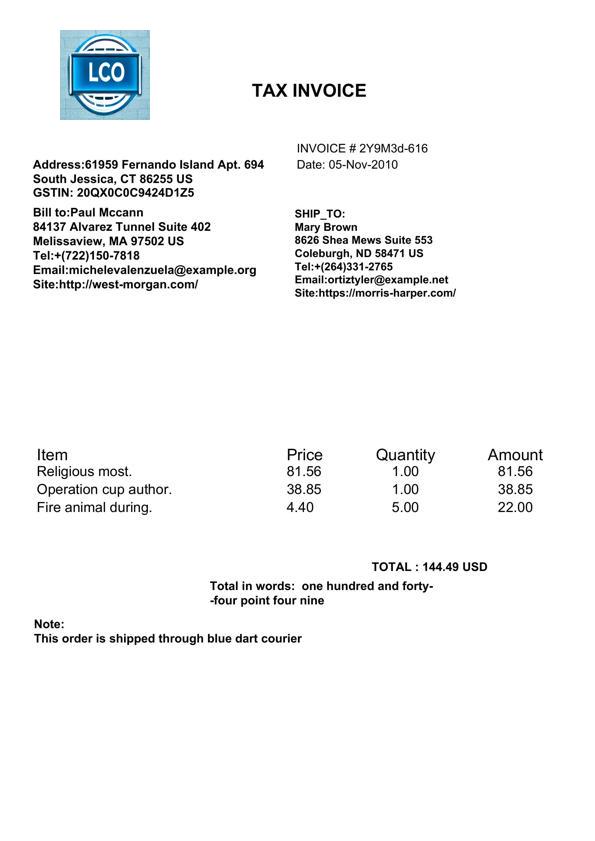 LCO
TAX INVOICE
INVOICE # 2Y9M3d-616
Date: 05-Nov-2010
Address:61959 Fernando Island Apt. 694
South Jessica, CT 86255 US
GSTIN: 20QX0C0C9424D1Z5
Bill to:Paul Mccann
84137 Alvarez Tunnel Suite 402
Melissaview, MA 97502 US
Tel:+(722)150-7818
Email:michelevalenzuela@example.org
Site:http://west-morgan.com/
SHIP_TO:
Mary Brown
8626 Shea Mews Suite 553
Coleburgh, ND 58471 US
Tel:+(264)331-2765
Email:ortiztyler@example.net
Site:https://morris-harper.com/
Item Price Quantity Amount
Religious most. 81.56 1.00 81.56
Operation cup author. 38.85 1.00 38.85
Fire animal during. 4.40 5.00 22.00
TOTAL : 144.49 USD
Total in words: one hundred and forty-
-four point four nine
Note:
This order is shipped through blue dart courier